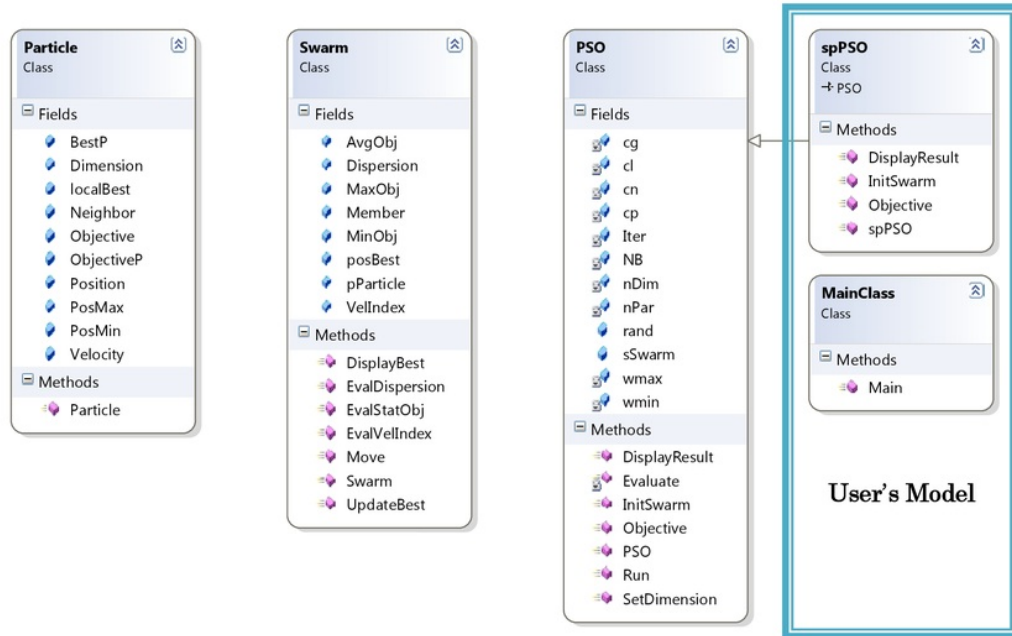 Particle
Class
Fields
BestP
Dimension
localBest
Neighbor
Objective
ObjectiveP
Position
PosMax
PosMin
Velocity
Methods
Particle
Swarm
Class
Fields
AvgObj
Dispersion
MaxObj
Member
MinObj
posBest
pParticle
VelIndex
Methods
DisplayBest
EvalDispersion
EvalStatObj
EvalVelIndex
Move
Swarm
UpdateBest
PSO
Class
Fields
cg
cl
cn
cp
Iter
NB
nDim
nPar
rand
sSwarm
wmax
wmin
Methods
DisplayResult
Evaluate
InitSwarm
Objective
PSO
Run
SetDimension
spPSO
Class
PSO
Methods
DisplayResult
InitSwarm
Objective
spPSO
MainClass
Class
Methods
Main
User's Model